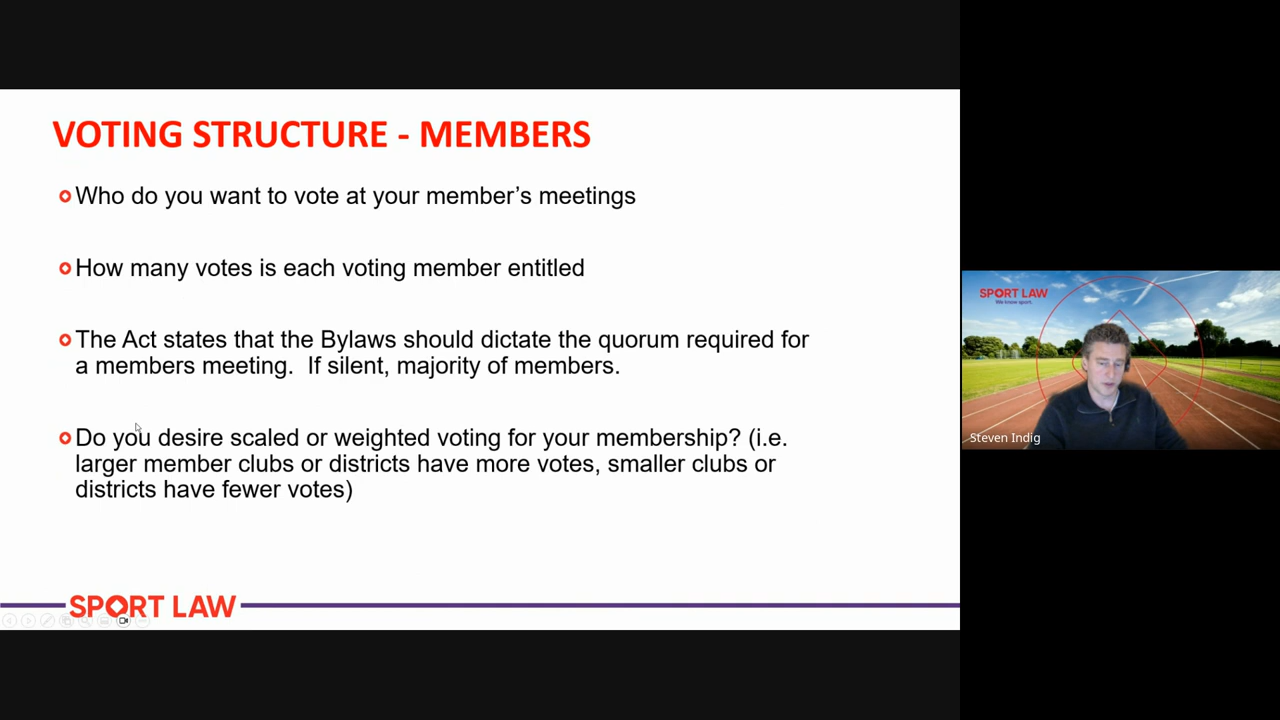 VOTING STRUCTURE - MEMBERS
Who do you want to vote at your member’s meetings
How many votes is each voting member entitled
The Act states that the Bylaws should dictate the quorum required for
a members meeting.  If silent, majority of members.
Do you desire scaled or weighted voting for your membership? (i.e.
larger member clubs or districts have more votes, smaller clubs or
districts have fewer votes)
SPORT LAW
SPORT LAW
We know sport.
Steven Indig